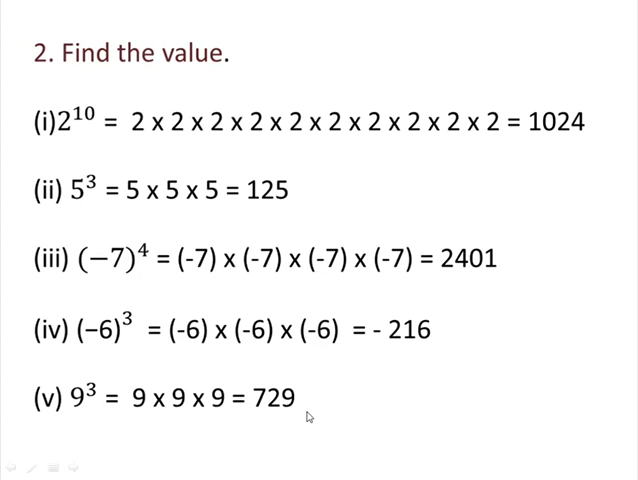 2. Find the value.
(i)2¹⁰ = 2 x 2 x 2 x 2 x 2 x 2 x 2 x 2 x 2 x 2 = 1024
(ii) 5³ = 5 x 5 x 5 = 125
(iii) (−7)⁴ = (-7) x (-7) x (-7) x (-7) = 2401
(iv) (−6)³ = (-6) x (-6) x (-6) = - 216
(v) 9³ = 9 x 9 x 9 = 729